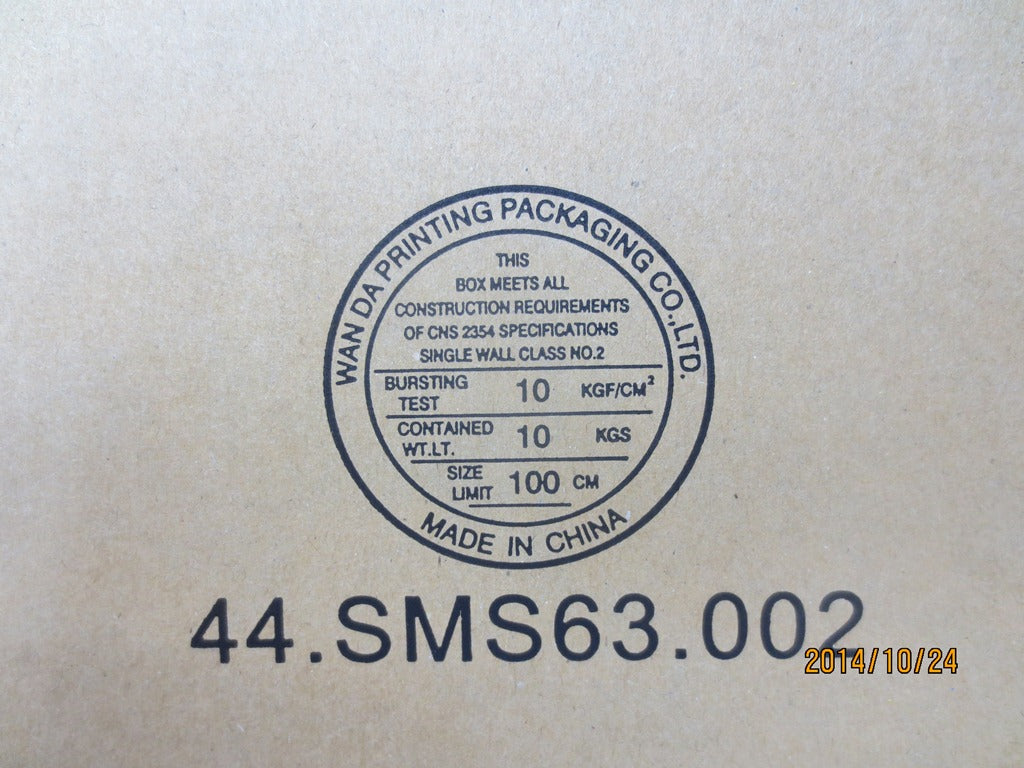 WAN DA PRINTING PACKAGING CO.,LTD.
THIS
BOX MEETS ALL
CONSTRUCTION REQUIREMENTS
OF CNS 2354 SPECIFICATIONS
SINGLE WALL CLASS NO.2
BURSTING TEST 10 KGF/CM²
CONTAINED WT.LT. 10 KGS
SIZE LIMIT 100 CM
MADE IN CHINA
44.SMS63.002
2014/10/24